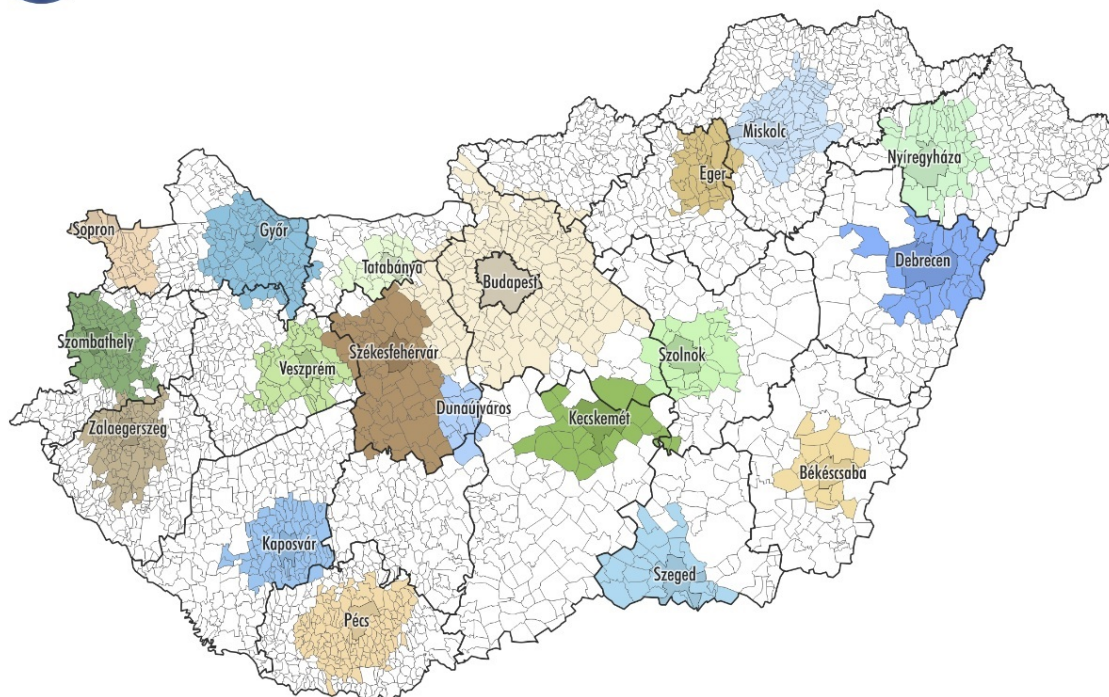 Miskolc
Nyíregyháza
Eger
Sopron
Győr
Tatabánya
Budapest
Debrecen
Szombathely
Veszprém
Székesfehérvár
Szolnok
Zalaegerszeg
Dunaújváros
Kecskemét
Békéscsaba
Kaposvár
Szeged
Pécs